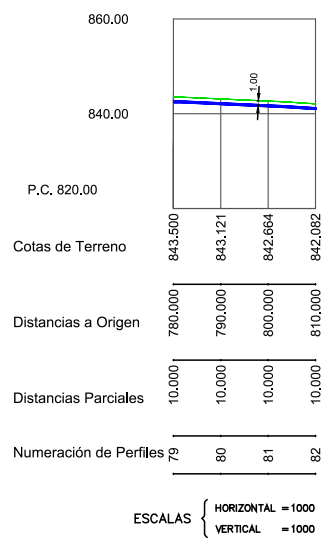 860.00
1.00
840.00
P.C. 820.00
Cotas de Terreno 843.500 843.121 842.664 842.082
Distancias a Origen 780.000 790.000 800.000 810.000
Distancias Parciales 10.000 10.000 10.000 10.000
Numeración de Perfiles 79 80 81 82
ESCALAS { HORIZONTAL = 1000
VERTICAL = 1000